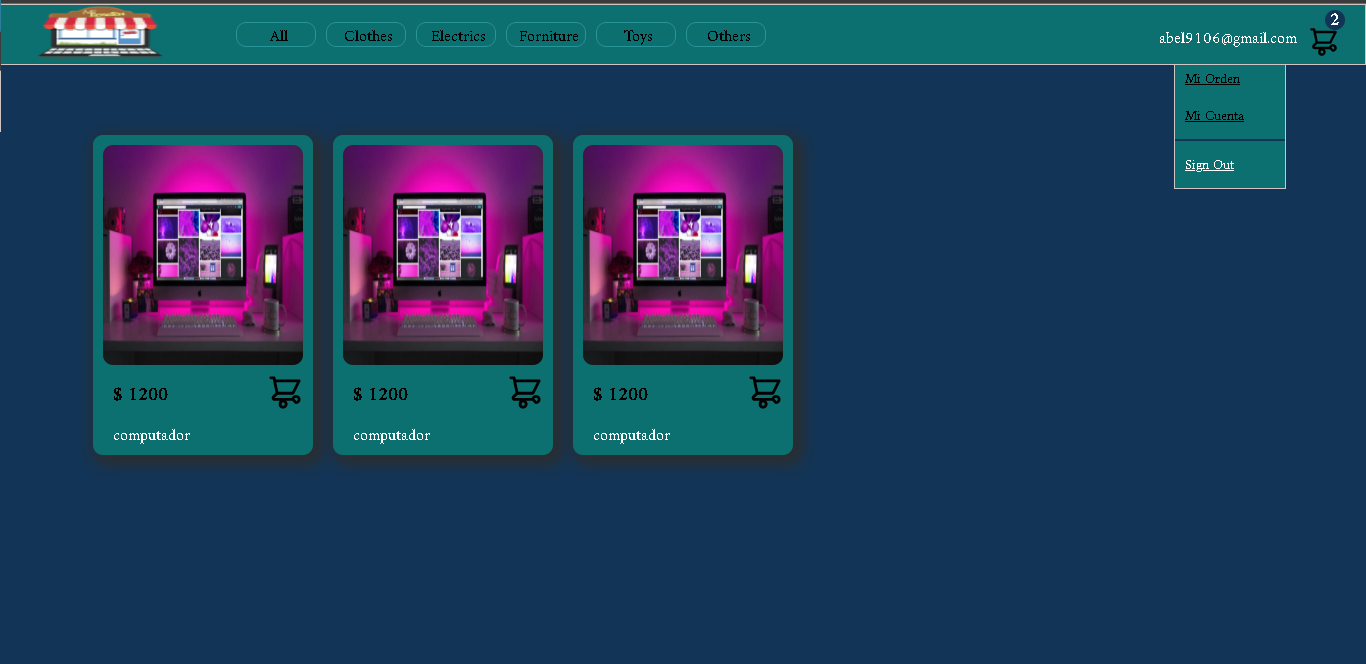 All Clothes Electrics Forniture Toys Others
abel9106@gmail.com
2
Mi Orden
Mi Cuenta
Sign Out
$ 1200 $ 1200 $ 1200
computador computador computador